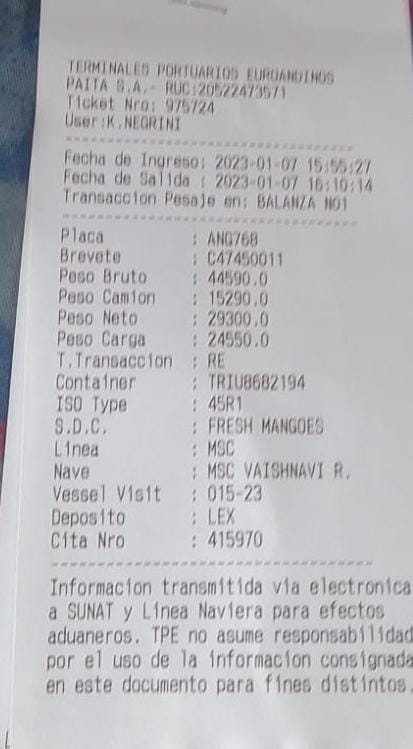 TERMINALES PORTUARIOS EUROANDINOS
PAITA S.A.- RUC:20522473571
Ticket Nro: 975724
User:K.NEGRINI
Fecha de Ingreso: 2023-01-07 15:55:27
Fecha de Salida : 2023-01-07 16:10:14
Transaccion Pesaje en: BALANZA N01
Placa : ANG768
Brevete : C47450011
Peso Bruto : 44590.0
Peso Camion : 15290.0
Peso Neto : 29300.0
Peso Carga : 24550.0
T.Transaccion : RE
Container : TRIU8682194
ISO Type : 45R1
S.D.C. : FRESH MANGOES
Linea : MSC
Nave : MSC VAISHNAVI R.
Vessel Visit : 015-23
Deposito : LEX
Cita Nro : 415970
Informacion transmitida via electronica
a SUNAT y Linea Naviera para efectos
aduaneros. TPE no asume responsabilidad
por el uso de la informacion consignada
en este documento para fines distintos.